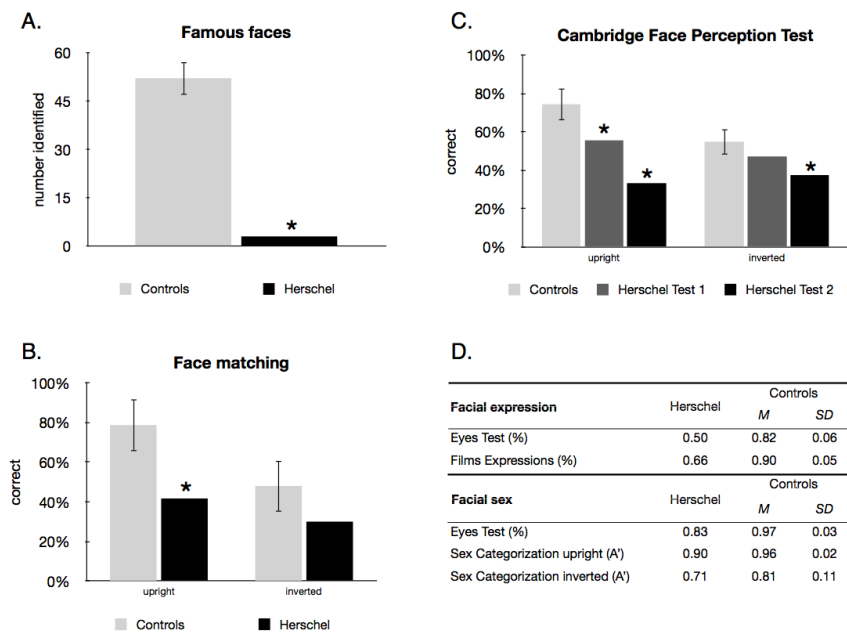 A.
Famous faces
60
45
30
15
0
number identified
*
Controls
Herschel
B.
Face matching
100%
80%
60%
40%
20%
0%
correct
*
upright
inverted
Controls
Herschel
C.
Cambridge Face Perception Test
100%
80%
60%
40%
20%
0%
correct
*
*
*
upright
inverted
Controls
Herschel Test 1
Herschel Test 2
D.
Controls
Facial expression Herschel M SD
Eyes Test (%) 0.50 0.82 0.06
Films Expressions (%) 0.66 0.90 0.05
Controls
Facial sex Herschel M SD
Eyes Test (%) 0.83 0.97 0.03
Sex Categorization upright (A') 0.90 0.96 0.02
Sex Categorization inverted (A') 0.71 0.81 0.11